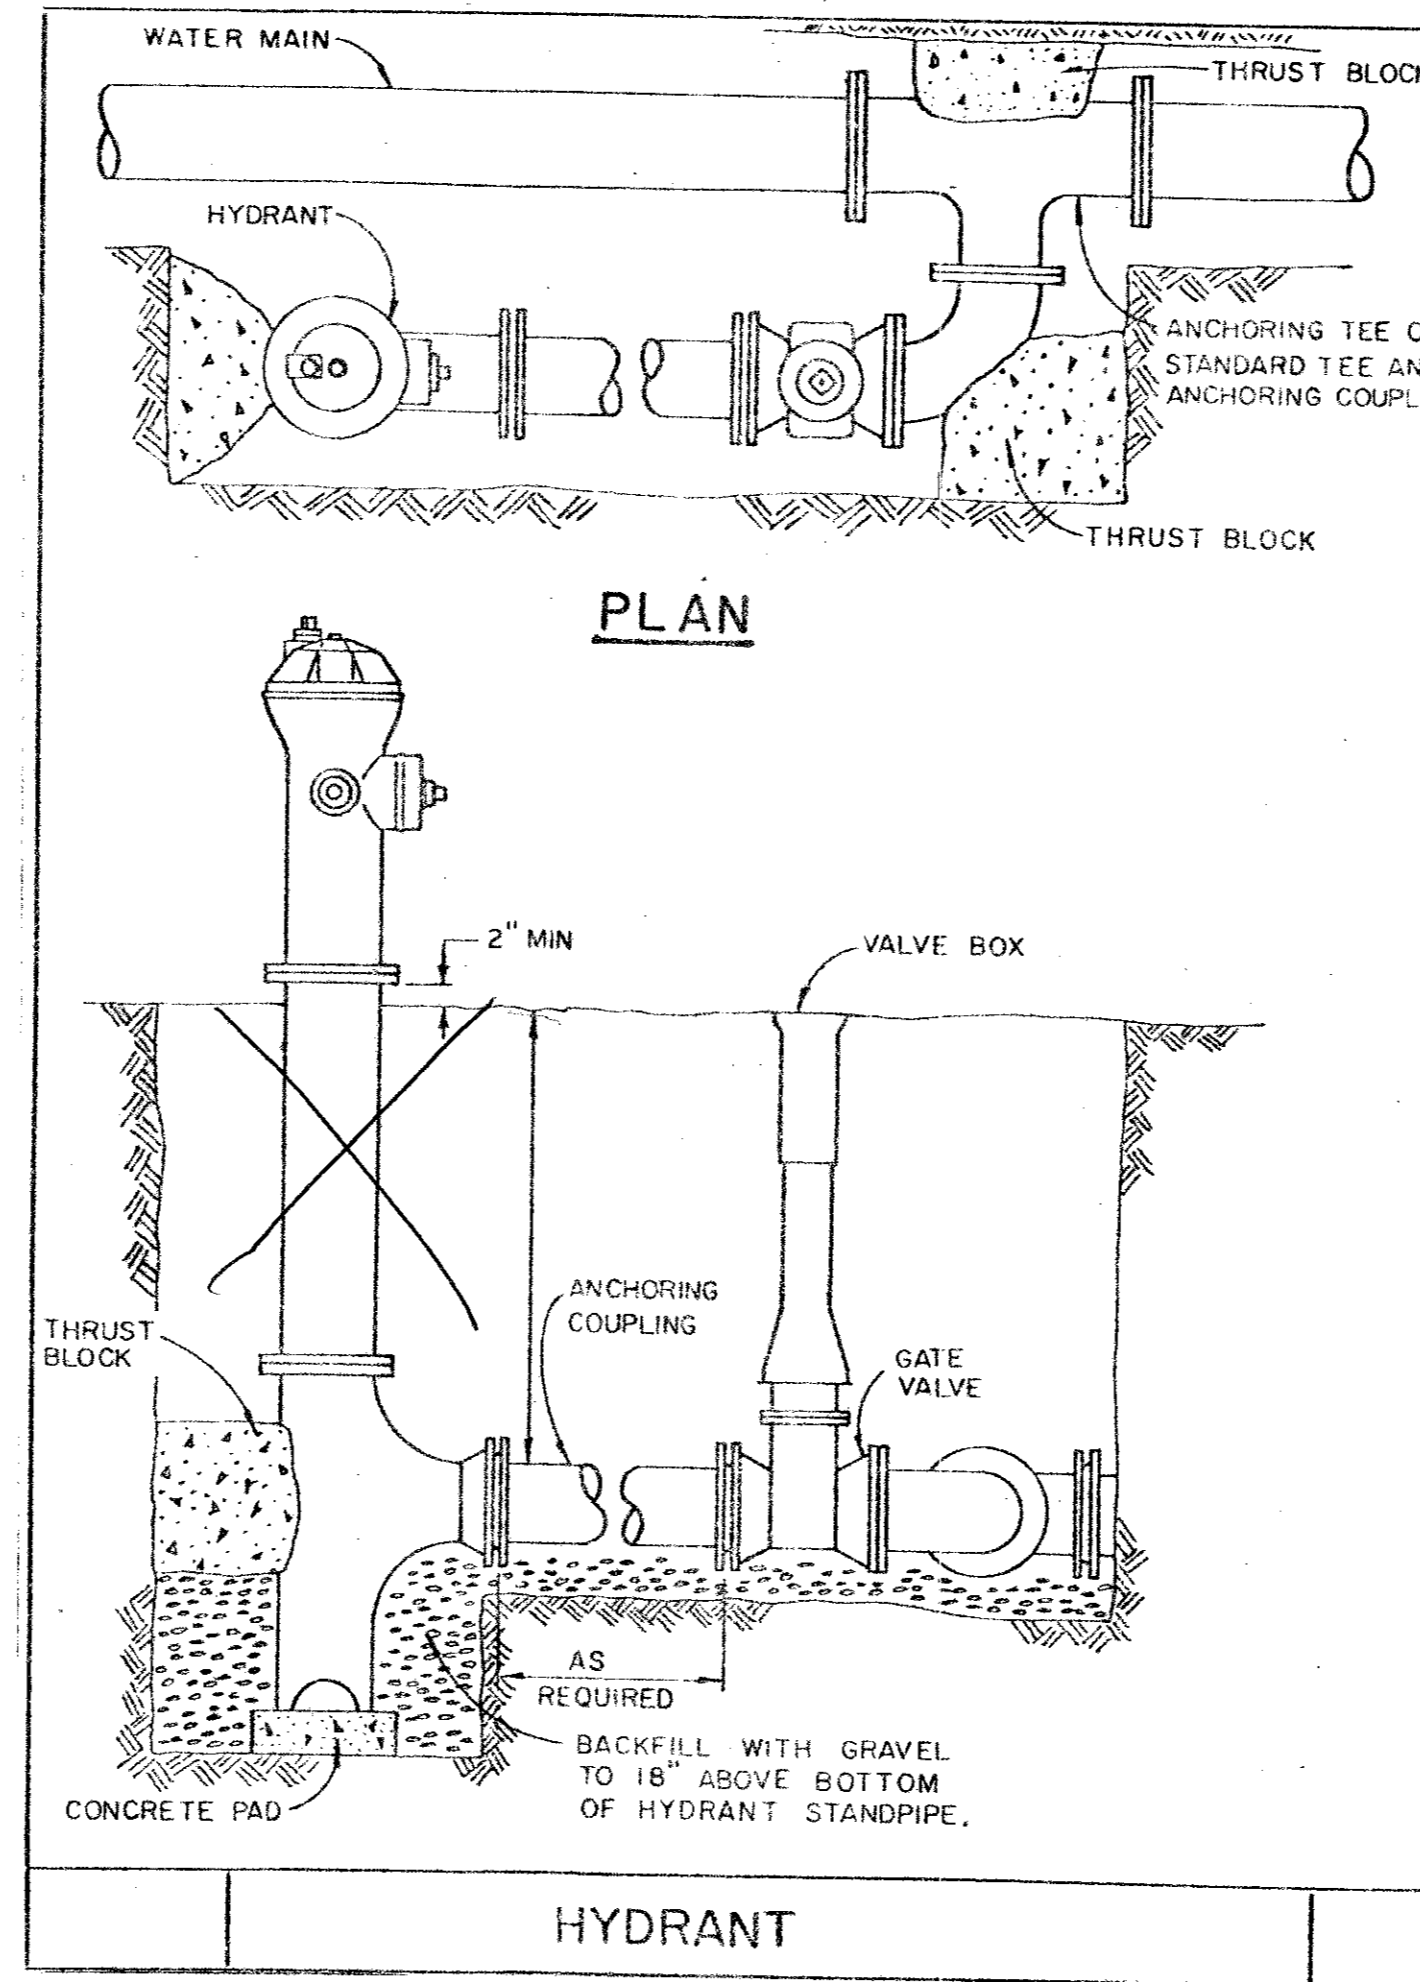 WATER MAIN
THRUST BLOCK
HYDRANT
ANCHORING TEE
STANDARD TEE
ANCHORING
THRUST BLOCK
PLAN
2" MIN
VALVE BOX
ANCHORING
COUPLING
THRUST
BLOCK
GATE
VALVE
AS
REQUIRED
BACKFILL WITH GRAVEL
TO 18" ABOVE BOTTOM
OF HYDRANT STANDPIPE.
CONCRETE PAD
HYDRANT